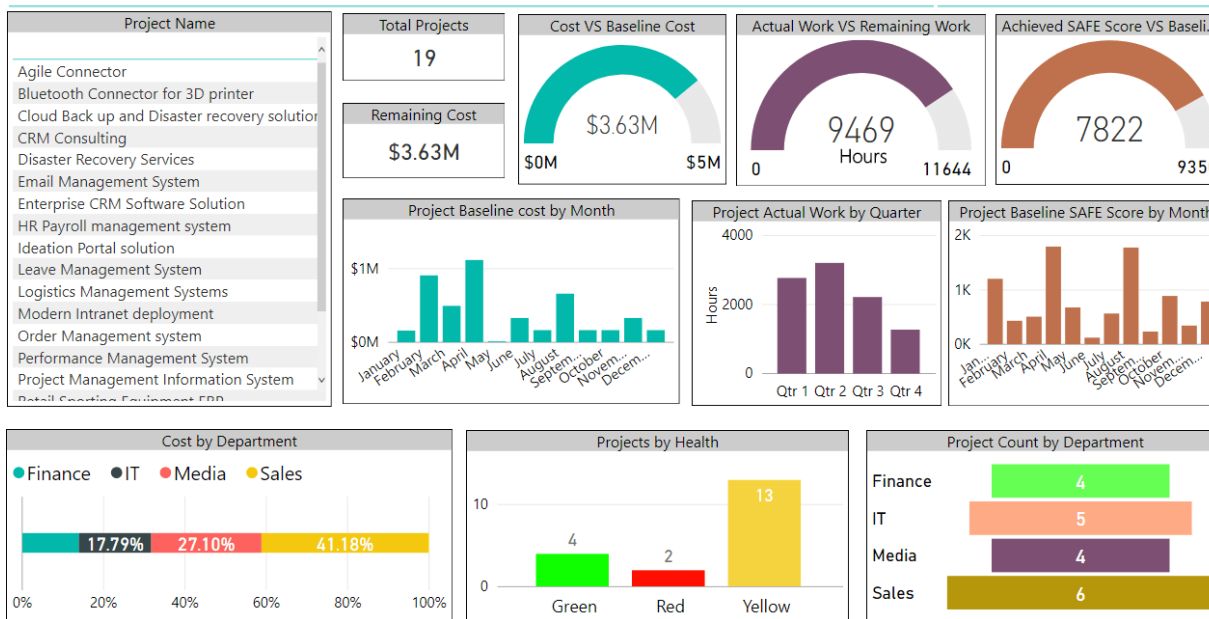 Project Name
Agile Connector
Bluetooth Connector for 3D printer
Cloud Back up and Disaster recovery solution
CRM Consulting
Disaster Recovery Services
Email Management System
Enterprise CRM Software Solution
HR Payroll management system
Ideation Portal solution
Leave Management System
Logistics Management Systems
Modern Intranet deployment
Order Management system
Performance Management System
Project Management Information System
Retail Sporting Equipment ERP
Total Projects
19
Remaining Cost
$3.63M
Cost VS Baseline Cost
$3.63M
$0M
$5M
Actual Work VS Remaining Work
9469
Hours
0
11644
Achieved SAFE Score VS Baseli..
7822
0
935
Project Baseline cost by Month
$1M
$0M
January
February
March
April
May
June
July
August
Septem...
October
Novem...
Decem...
Project Actual Work by Quarter
4000
2000
0
Hours
Qtr 1 Qtr 2 Qtr 3 Qtr 4
Project Baseline SAFE Score by Month
2K
1K
0K
Jan...
February
March
April
May
June
July
August
Septem...
October
Novem...
Decem...
Cost by Department
Finance IT Media Sales
17.79% 27.10% 41.18%
0% 20% 40% 60% 80% 100%
Projects by Health
10
0
4
2
13
Green Red Yellow
Project Count by Department
Finance 4
IT 5
Media 4
Sales 6